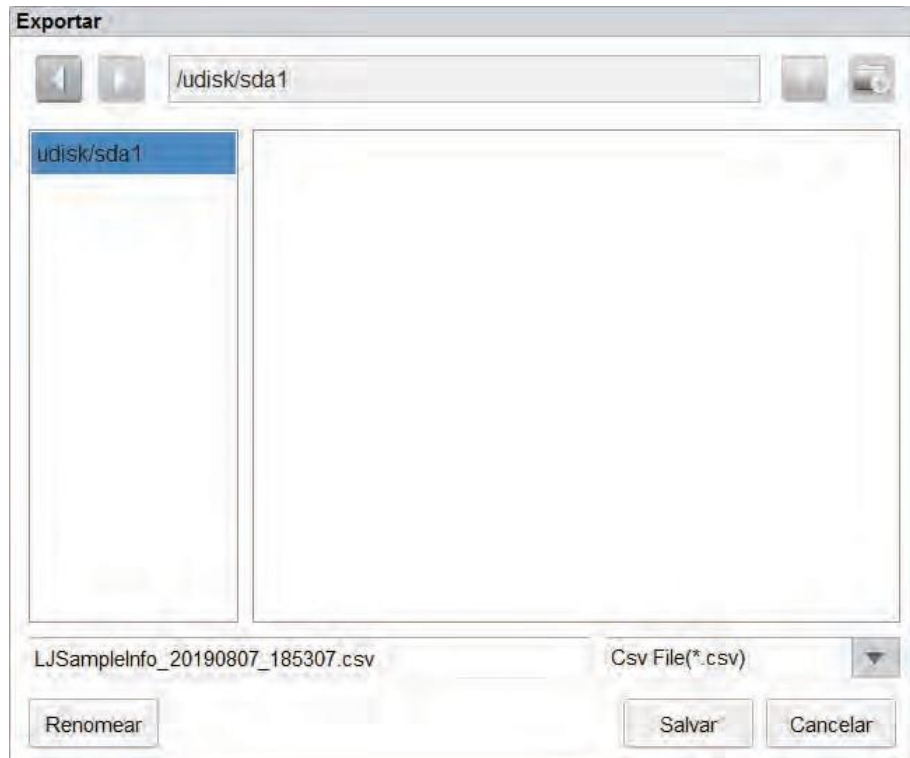 Exportar
/udisk/sda1
udisk/sda1
LJSampleInfo_20190807_185307.csv
Csv File(*.csv)
Renomear
Salvar
Cancelar